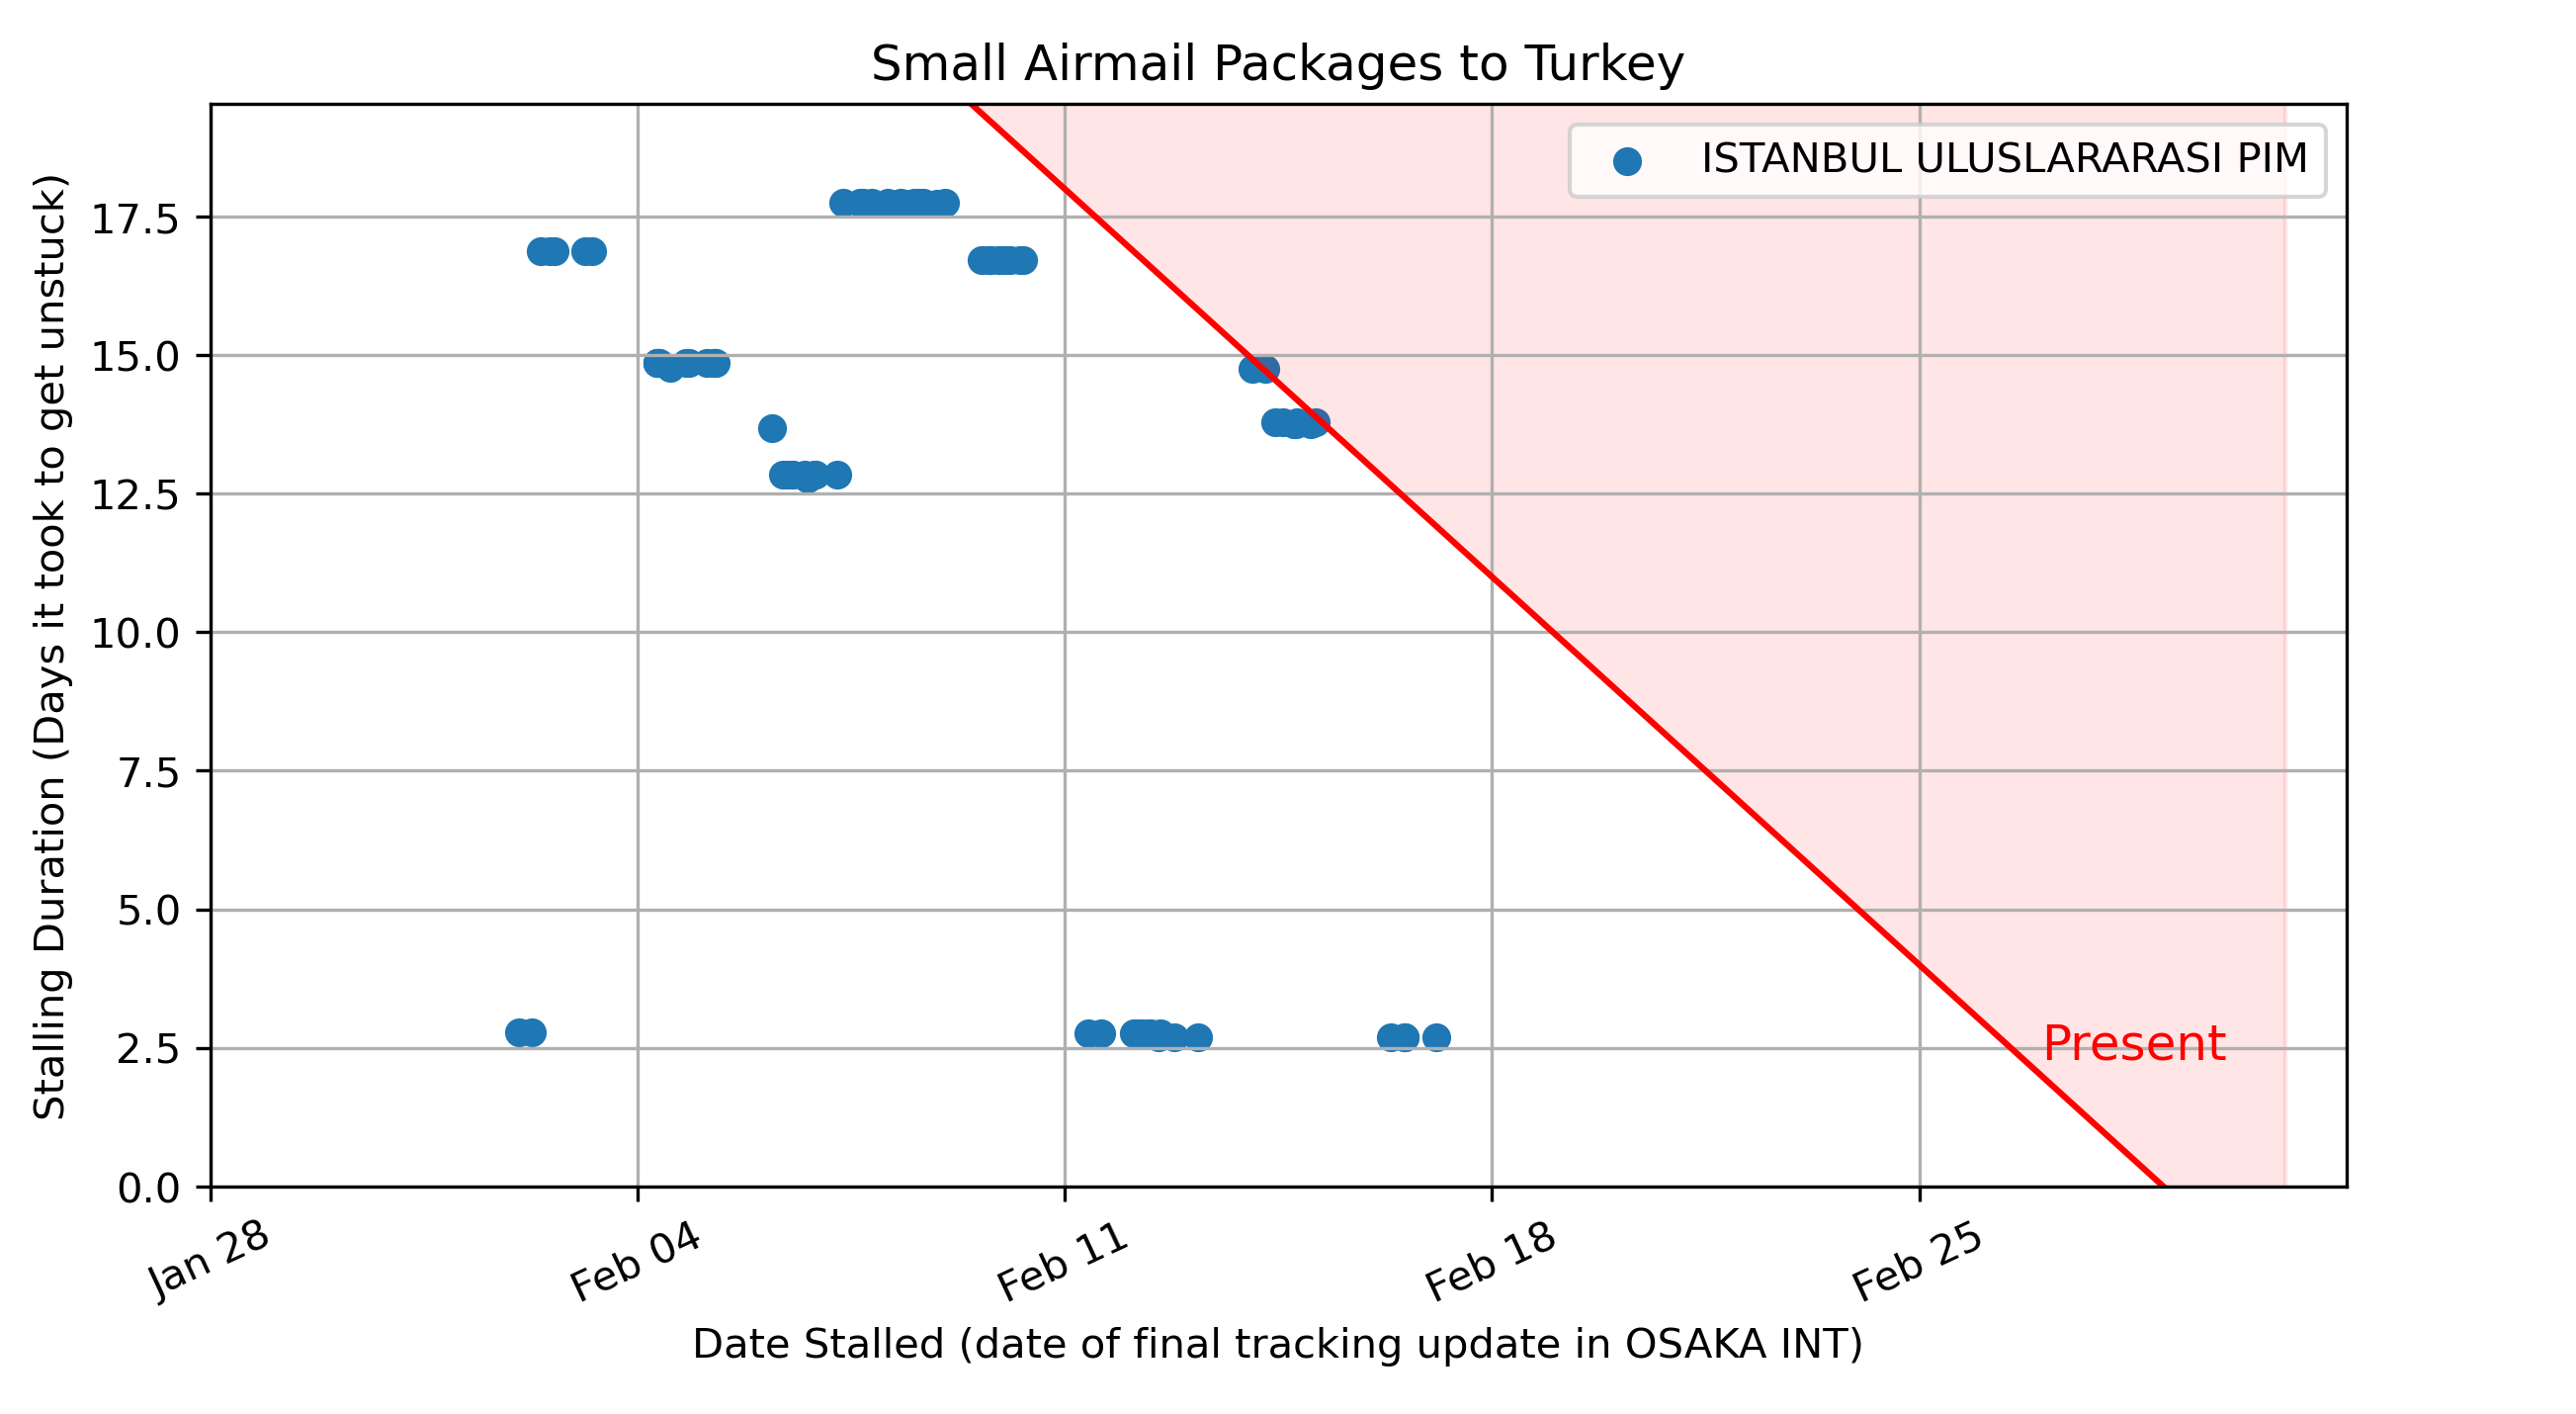 Small Airmail Packages to Turkey
ISTANBUL ULUSLARARASI PIM
Stalling Duration (Days it took to get unstuck)
17.5
15.0
12.5
10.0
7.5
5.0
2.5
0.0
Present
Jan 28
Feb 04
Feb 11
Feb 18
Feb 25
Date Stalled (date of final tracking update in OSAKA INT)